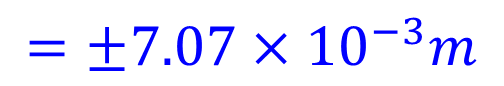 = ±7.07 × 10⁻³m